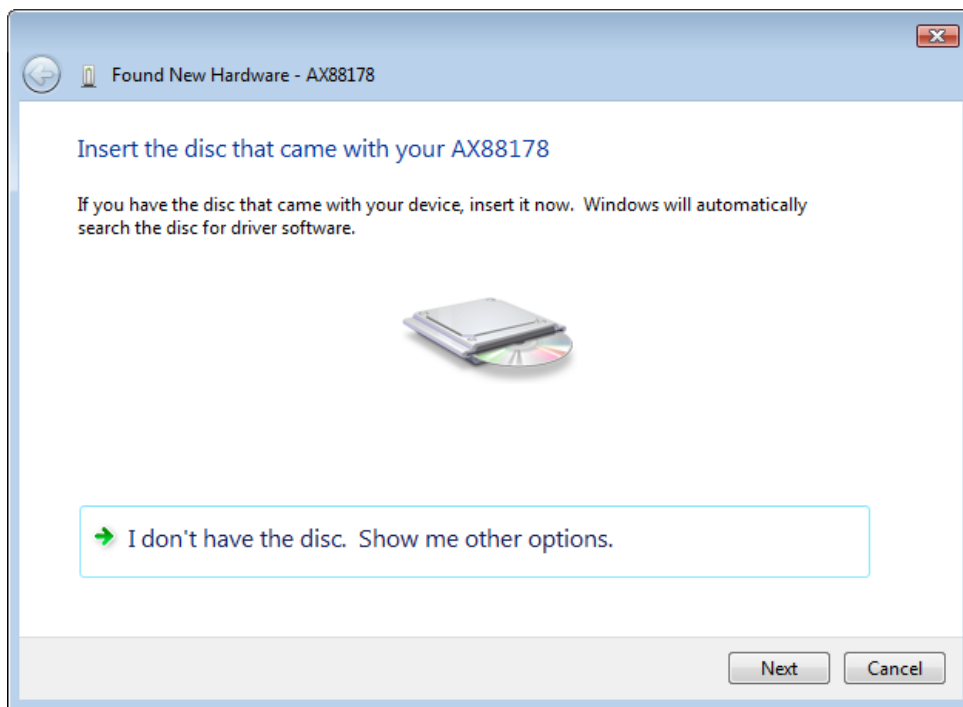 Found New Hardware - AX88178
Insert the disc that came with your AX88178
If you have the disc that came with your device, insert it now.  Windows will automatically
search the disc for driver software.
I don't have the disc.  Show me other options.
Next
Cancel